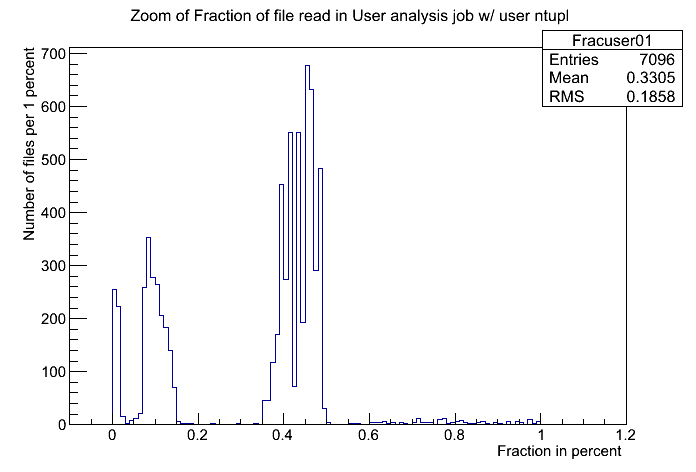 Zoom of Fraction of file read in User analysis job w/ user ntupl
Fracuser01
Entries 7096
Mean 0.3305
RMS 0.1858
Number of files per 1 percent
700
600
500
400
300
200
100
0
0 0.2 0.4 0.6 0.8 1 1.2
Fraction in percent